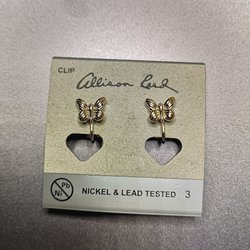 CLIP
Allison Reed
Pb
Ni
NICKEL & LEAD TESTED 3